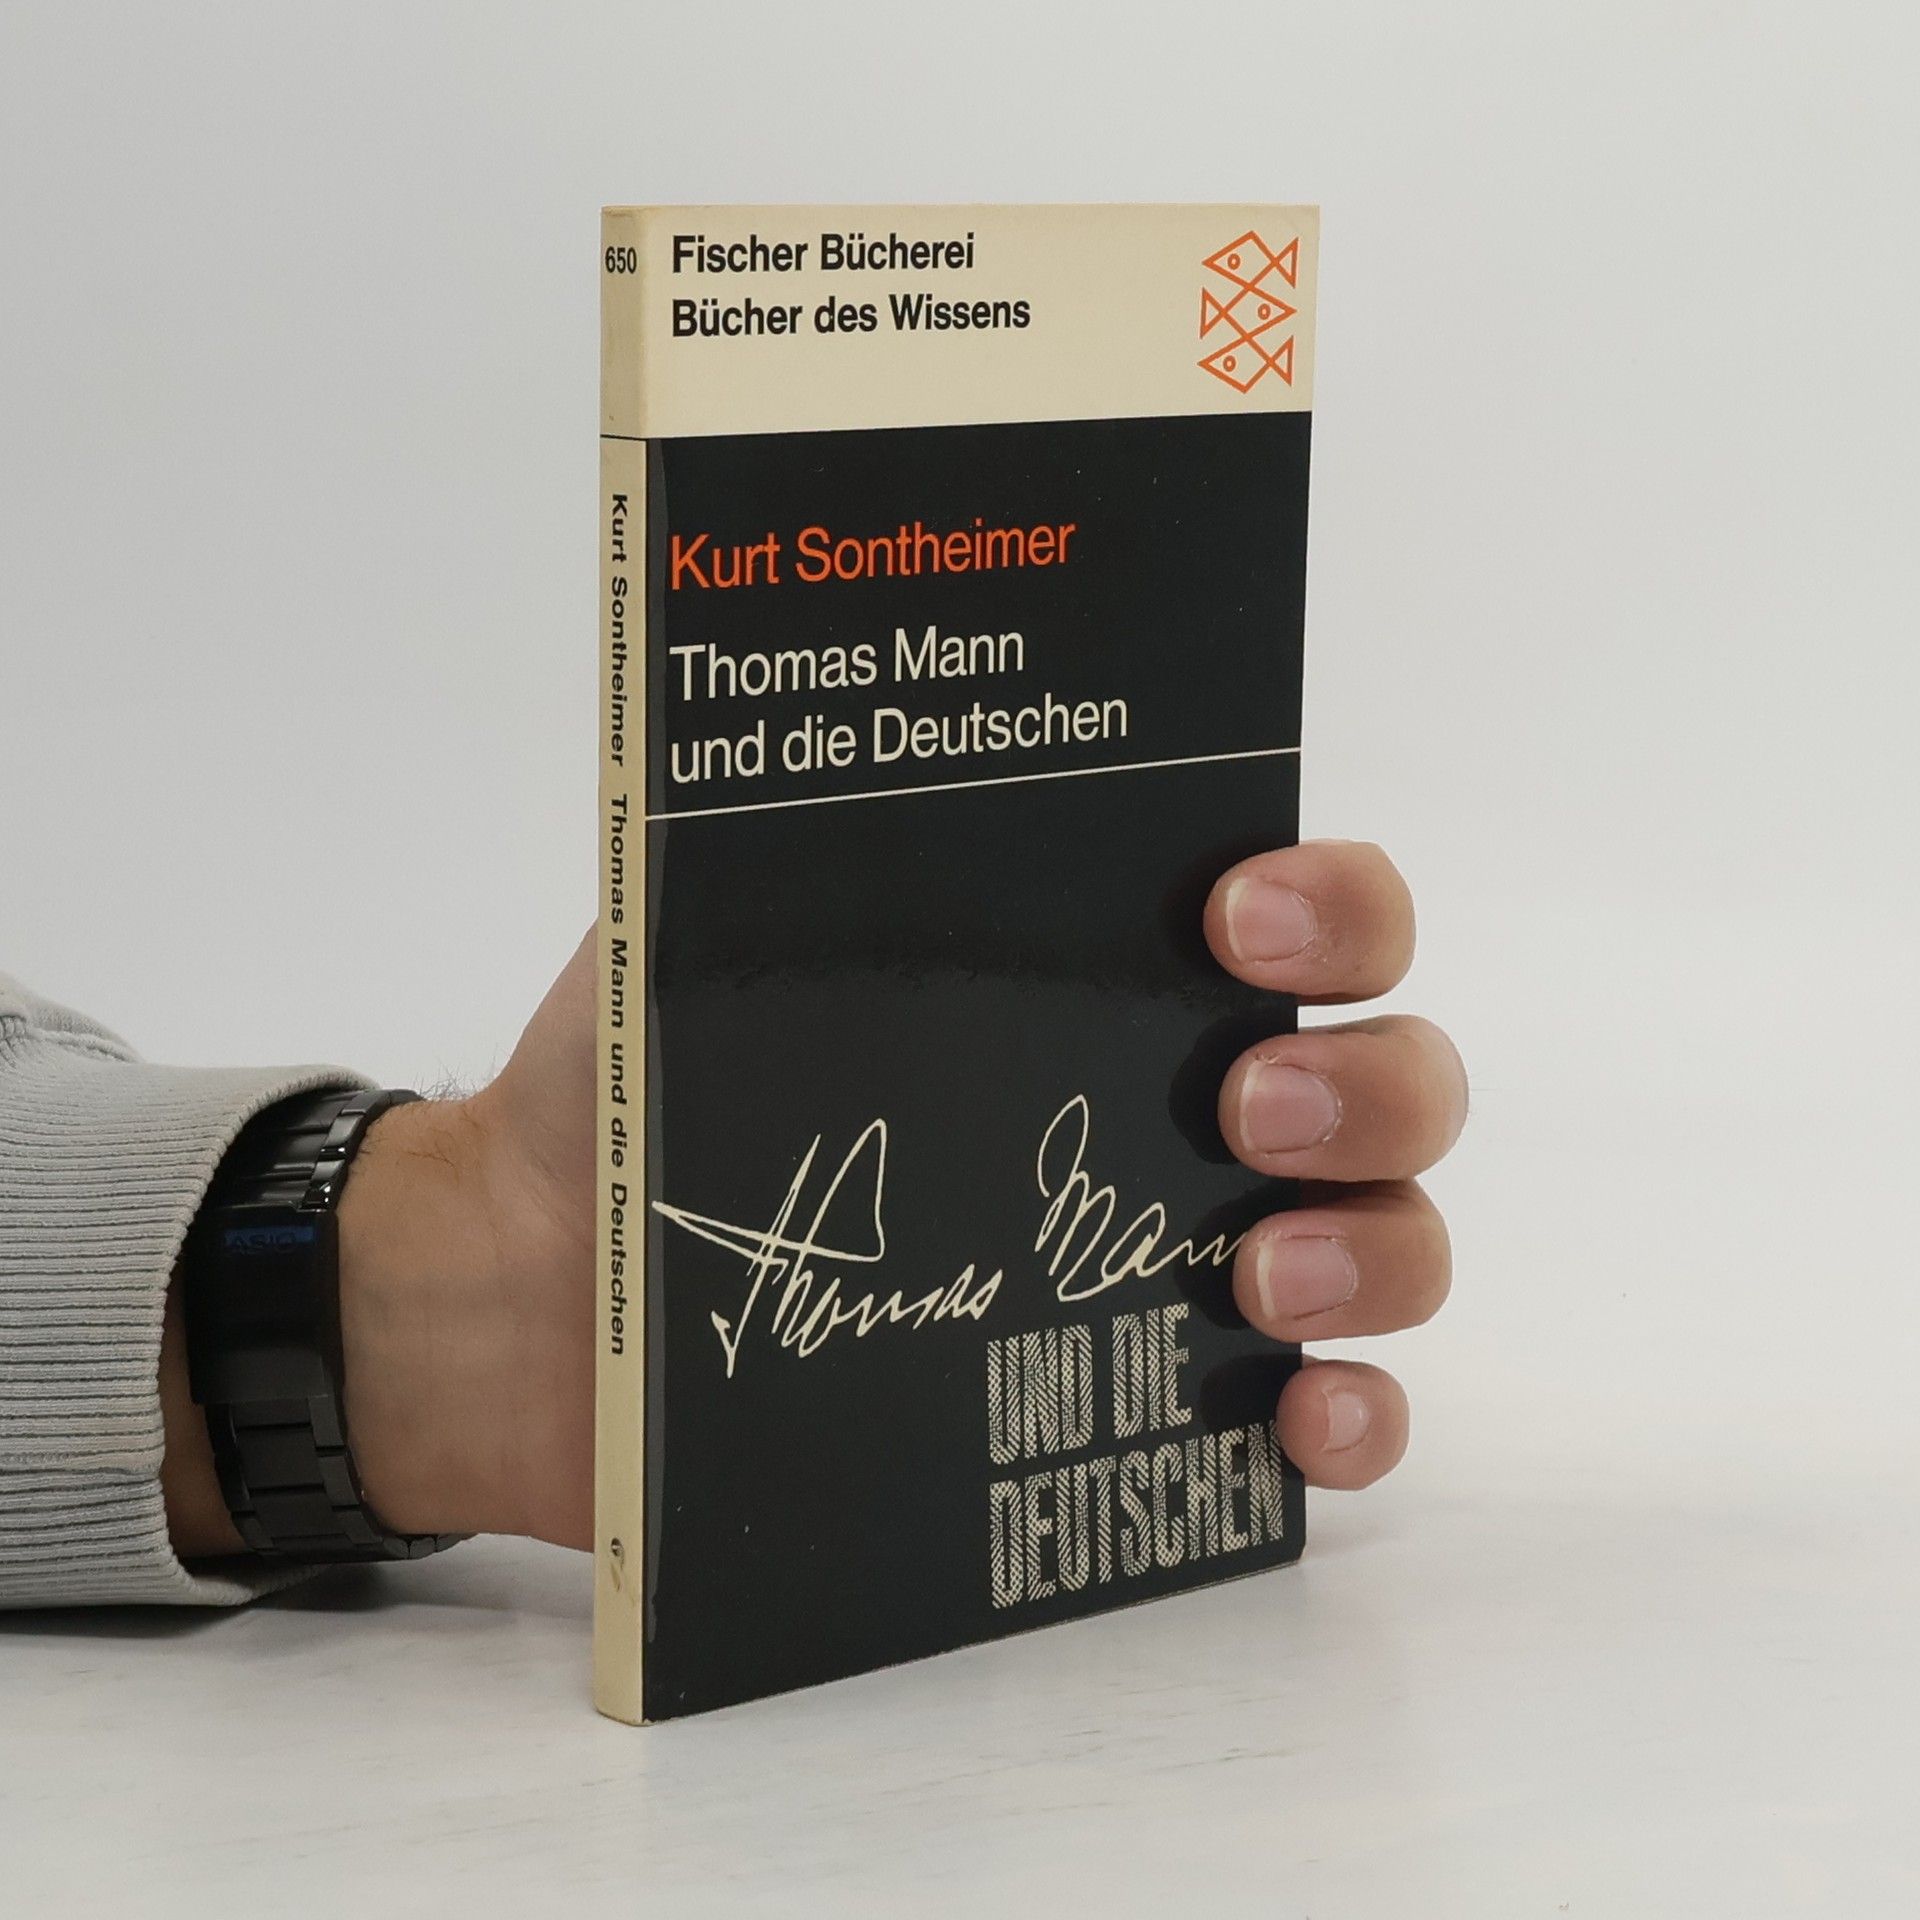 650
Fischer Bücherei
Bücher des Wissens
Kurt Sontheimer
Thomas Mann
und die Deutschen
Kurt Sontheimer Thomas Mann und die Deutschen
Thomas Mann
UND DIE
DEUTSCHEN